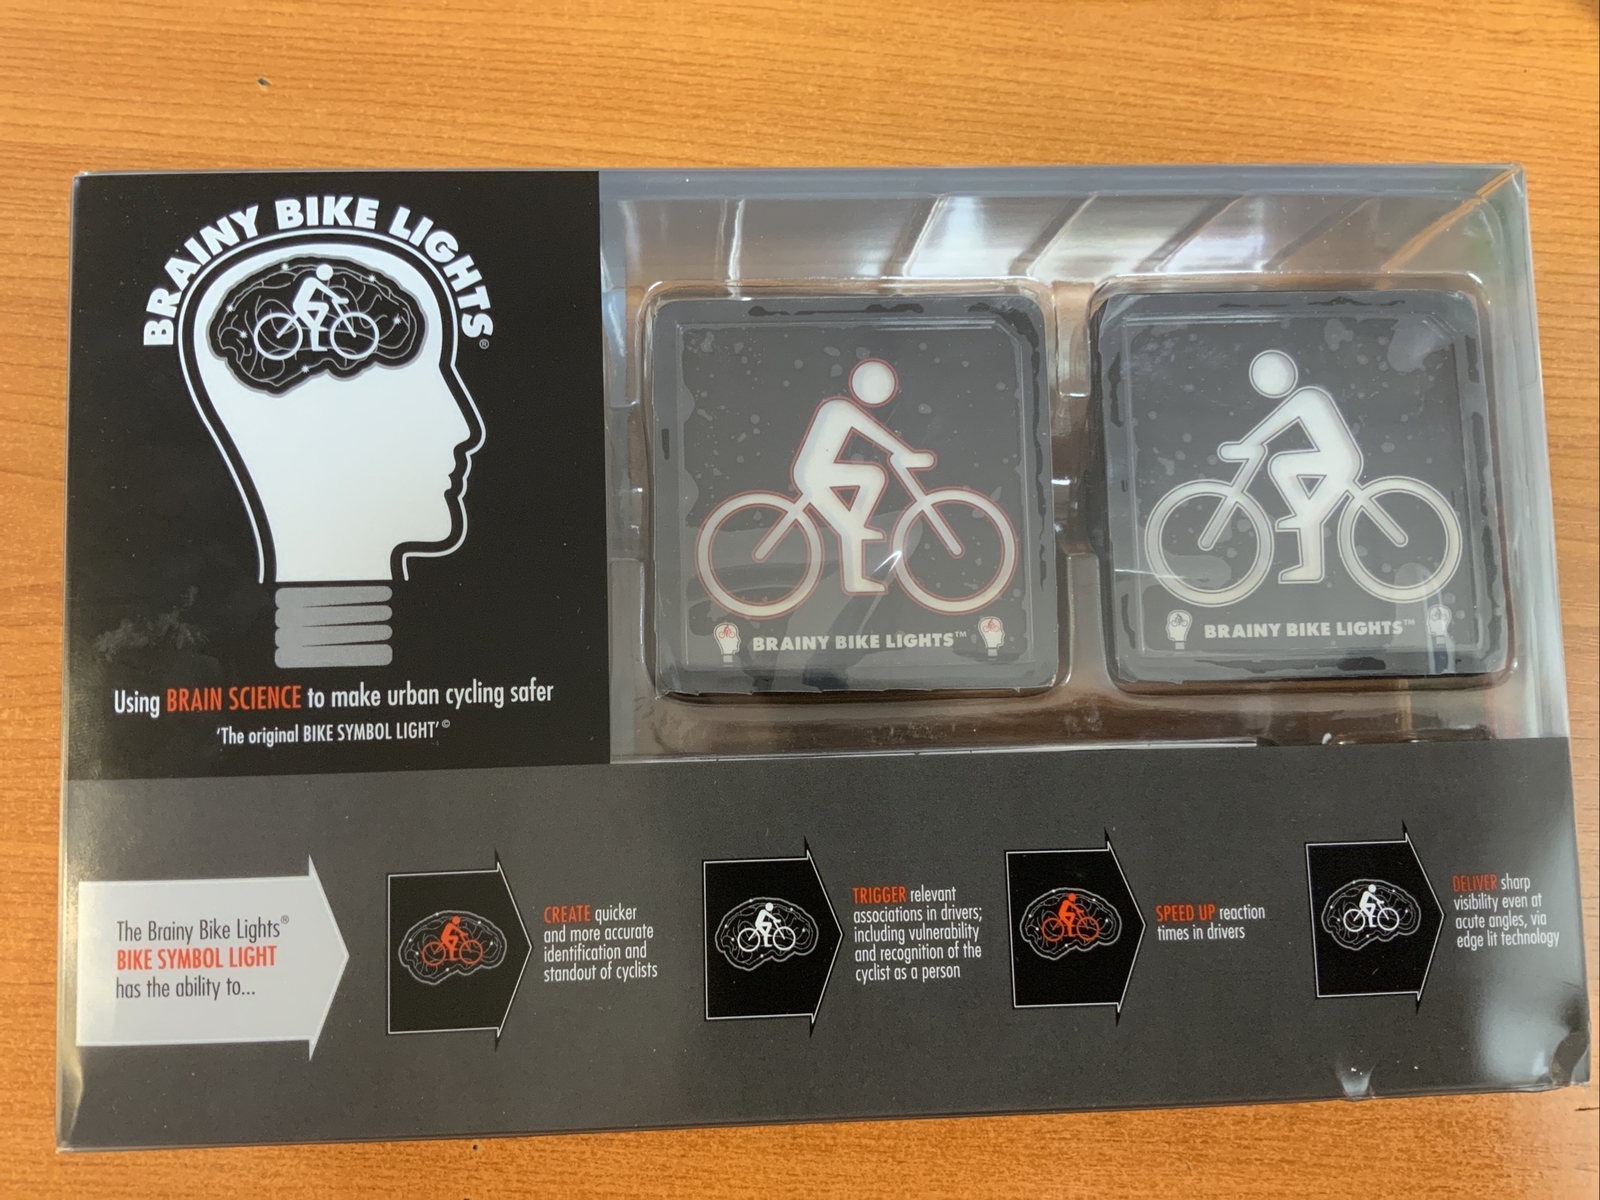 BRAINY BIKE LIGHTS®
Using BRAIN SCIENCE to make urban cycling safer
'The original BIKE SYMBOL LIGHT'©
BRAINY BIKE LIGHTS™
BRAINY BIKE LIGHTS™
The Brainy Bike Lights®
BIKE SYMBOL LIGHT
has the ability to...
CREATE quicker
and more accurate
identification and
standout of cyclists
TRIGGER relevant
associations in drivers;
including vulnerability
and recognition of the
cyclist as a person
SPEED UP reaction
times in drivers
DELIVER sharp
visibility even at
acute angles, via
edge lit technology